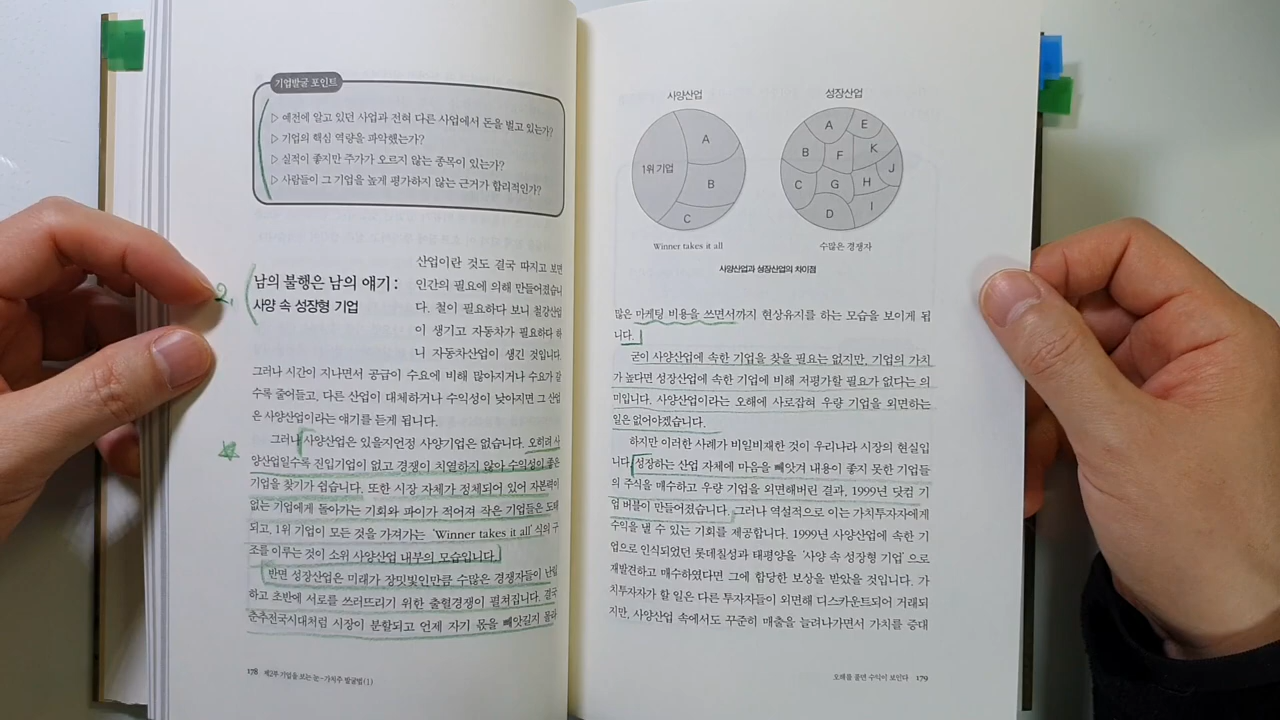 기업발굴 포인트
▷ 예전에 알고 있던 사업과 전혀 다른 사업에서 돈을 벌고 있는가?
▷ 기업의 핵심 역량을 파악했는가?
▷ 실적이 좋지만 주가가 오르지 않는 종목이 있는가?
▷ 사람들이 그 기업을 높게 평가하지 않는 근거가 합리적인가?
2.
남의 불행은 남의 얘기 :
사양 속 성장형 기업
산업이란 것도 결국 따지고 보면
인간의 필요에 의해 만들어졌습니
다. 철이 필요하다 보니 철강산업
이 생기고 자동차가 필요하다 하
니 자동차산업이 생긴 것입니다.
그러나 시간이 지나면서 공급이 수요에 비해 많아지거나 수요가 갈
수록 줄어들고, 다른 산업이 대체하거나 수익성이 낮아지면 그 산업
은 사양산업이라는 얘기를 듣게 됩니다.
그러나 사양산업은 있을지언정 사양기업은 없습니다. 오히려 사
양산업일수록 진입기업이 없고 경쟁이 치열하지 않아 수익성이 좋은
기업을 찾기가 쉽습니다. 또한 시장 자체가 정체되어 있어 자본력이
없는 기업에게 돌아가는 기회와 파이가 적어져 작은 기업들은 도태
되고, 1위 기업이 모든 것을 가져가는 'Winner takes it all' 식의 구
조를 이루는 것이 소위 사양산업 내부의 모습입니다.
반면 성장산업은 미래가 장밋빛인만큼 수많은 경쟁자들이 난립
하고 초반에 서로를 쓰러뜨리기 위한 출혈경쟁이 펼쳐집니다. 결국
춘추전국시대처럼 시장이 분할되고 언제 자기 몫을 빼앗길지 몰라
178 제2부 기업을 보는 눈-가치주 발굴법(1)
사양산업
1위 기업
A
B
C
Winner takes it all
성장산업
A
E
B
F
K
J
C
G
H
I
D
수많은 경쟁자
사양산업과 성장산업의 차이점
많은 마케팅 비용을 쓰면서까지 현상유지를 하는 모습을 보이게 됩
니다.
굳이 사양산업에 속한 기업을 찾을 필요는 없지만, 기업의 가치
가 높다면 성장산업에 속한 기업에 비해 저평가할 필요가 없다는 의
미입니다. 사양산업이라는 오해에 사로잡혀 우량 기업을 외면하는
일은 없어야겠습니다.
하지만 이러한 사례가 비일비재한 것이 우리나라 시장의 현실입
니다. 성장하는 산업 자체에 마음을 빼앗겨 내용이 좋지 못한 기업들
의 주식을 매수하고 우량 기업을 외면해버린 결과, 1999년 닷컴 기
업 버블이 만들어졌습니다. 그러나 역설적으로 이는 가치투자자에게
수익을 낼 수 있는 기회를 제공합니다. 1999년 사양산업에 속한 기
업으로 인식되었던 롯데칠성과 태평양을 '사양 속 성장형 기업'으로
재발견하고 매수하였다면 그에 합당한 보상을 받았을 것입니다. 가
치투자자가 할 일은 다른 투자자들이 외면해 디스카운트되어 거래되
지만, 사양산업 속에서도 꾸준히 매출을 늘려나가면서 가치를 증대
오해를 풀면 수익이 보인다 179